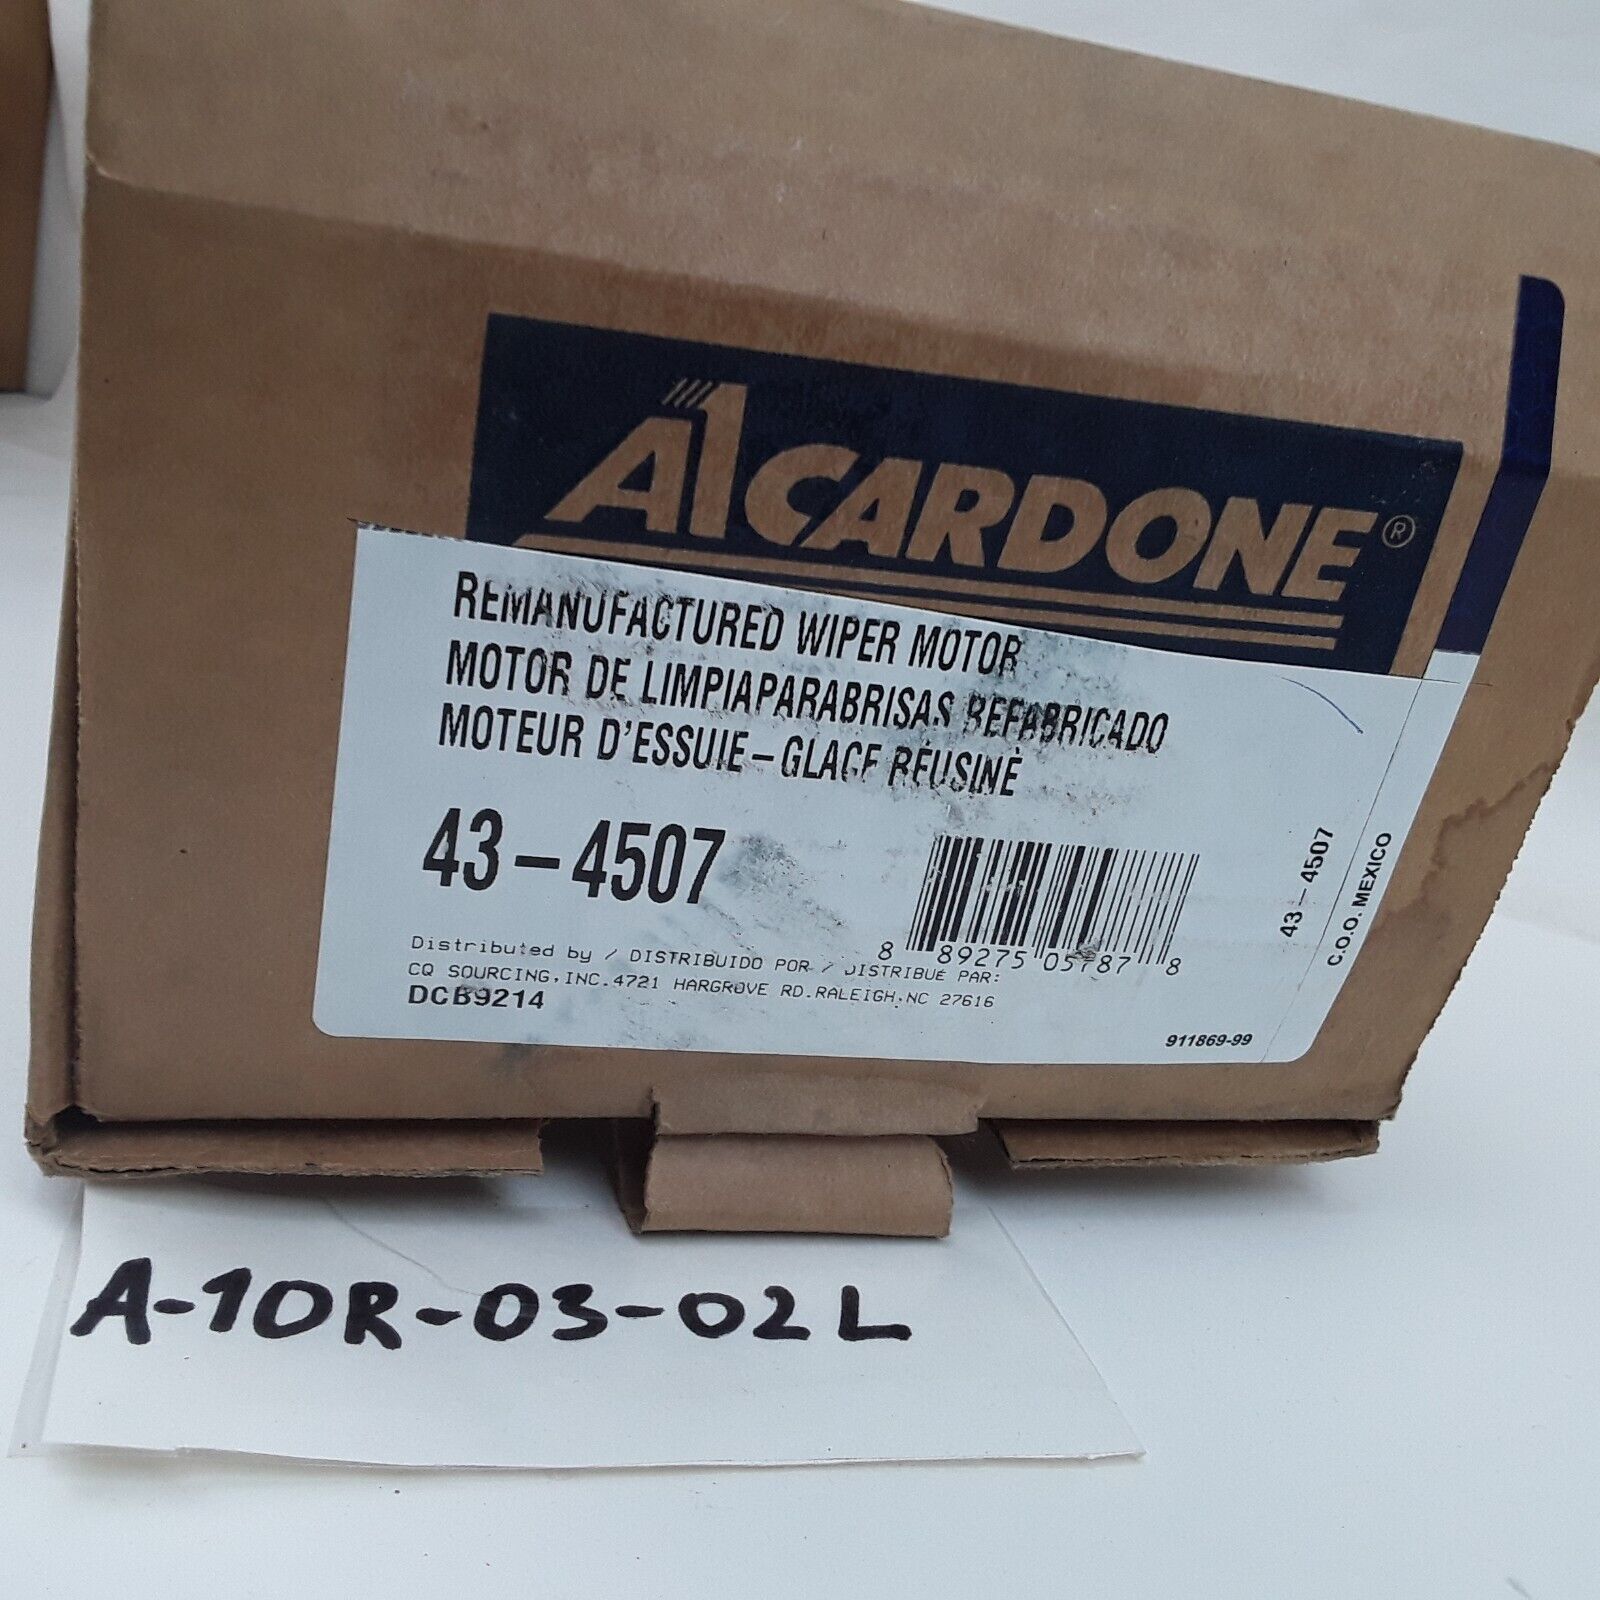 A1 CARDONE®
REMANUFACTURED WIPER MOTOR
MOTOR DE LIMPIAPARABRISAS REFABRICADO
MOTEUR D'ESSUIE-GLACE RÉUSINÉ
43-4507
8 89275 05787 8
43-4507
C.O.O. MEXICO
Distributed by / DISTRIBUIDO POR / DISTRIBUÉ PAR:
CQ SOURCING, INC. 4721 HARGROVE RD. RALEIGH, NC 27616
DCB9214
911869-99
A-10R-03-02L